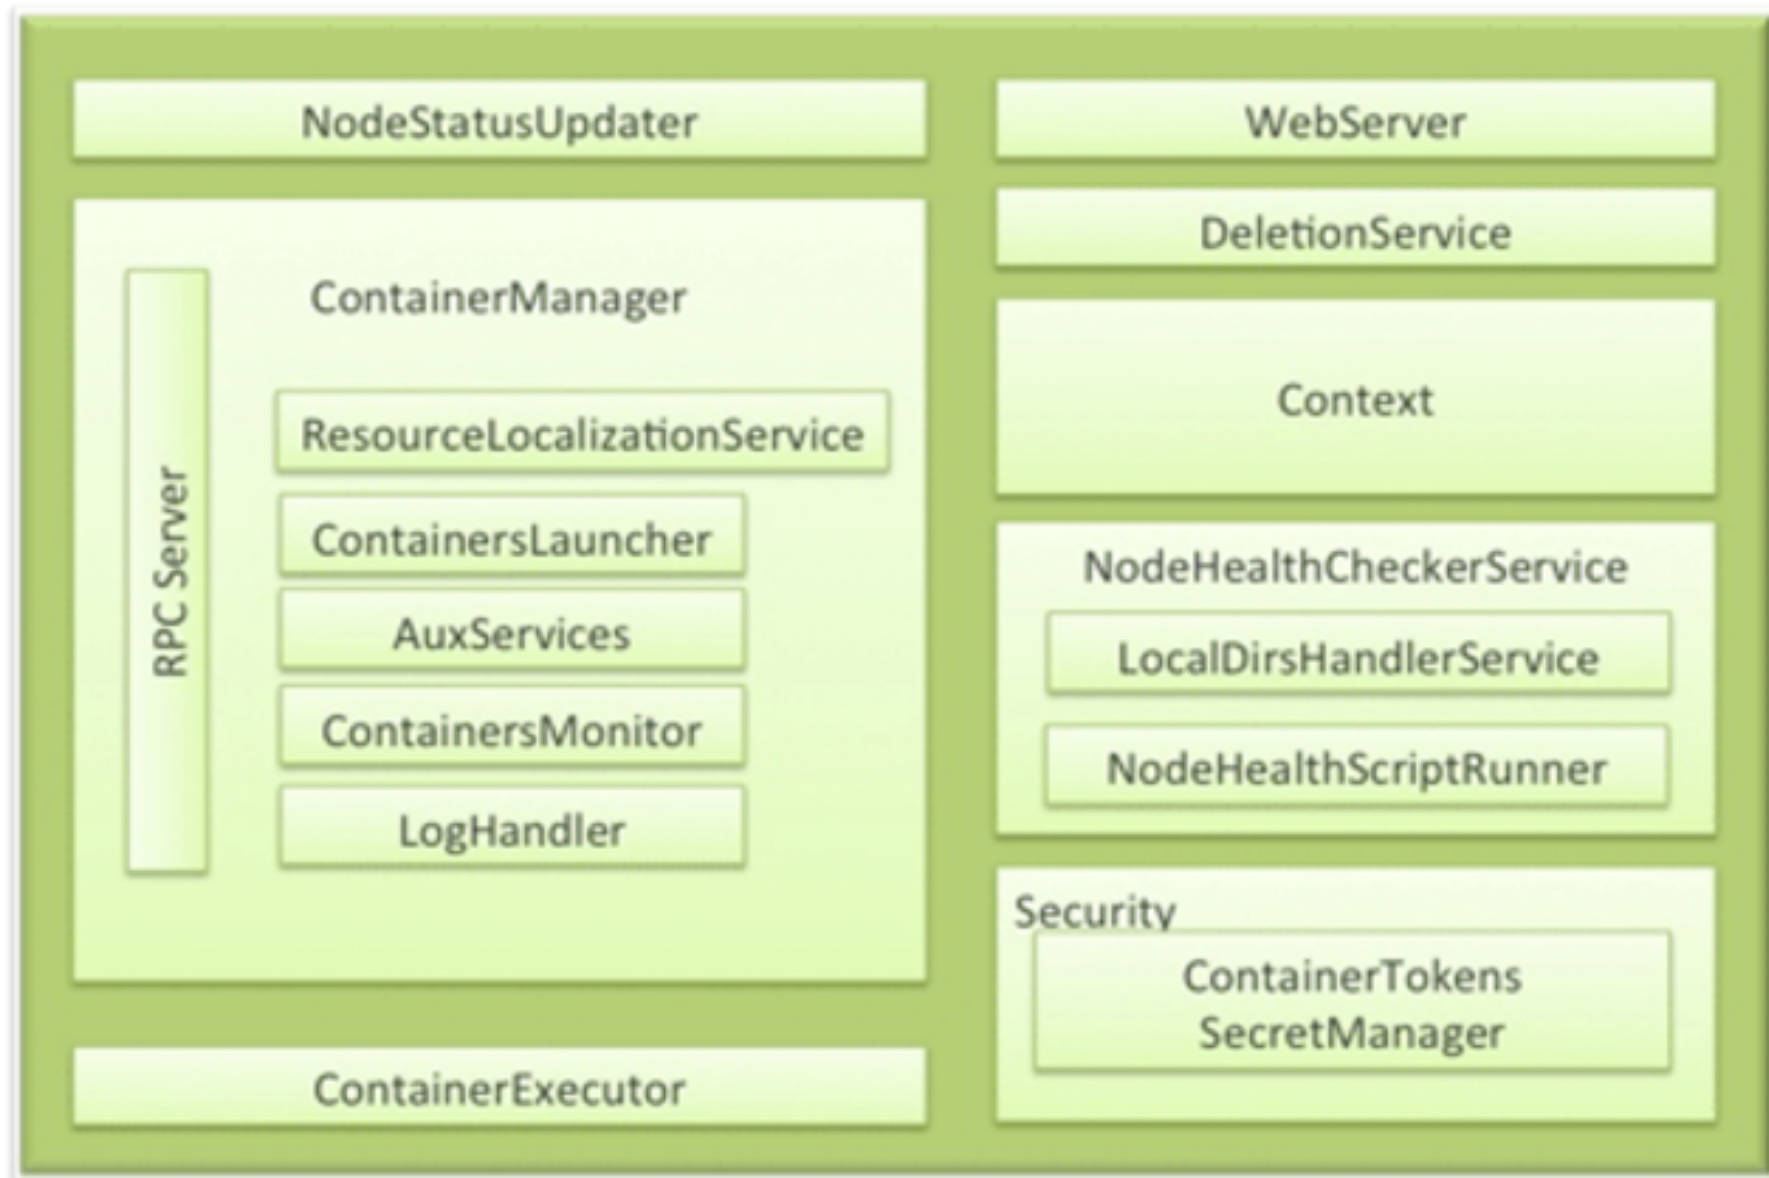 NodeStatusUpdater
ContainerManager
RPC Server
ResourceLocalizationService
ContainersLauncher
AuxServices
ContainersMonitor
LogHandler
ContainerExecutor
WebServer
DeletionService
Context
NodeHealthCheckerService
LocalDirsHandlerService
NodeHealthScriptRunner
Security
ContainerTokens
SecretManager